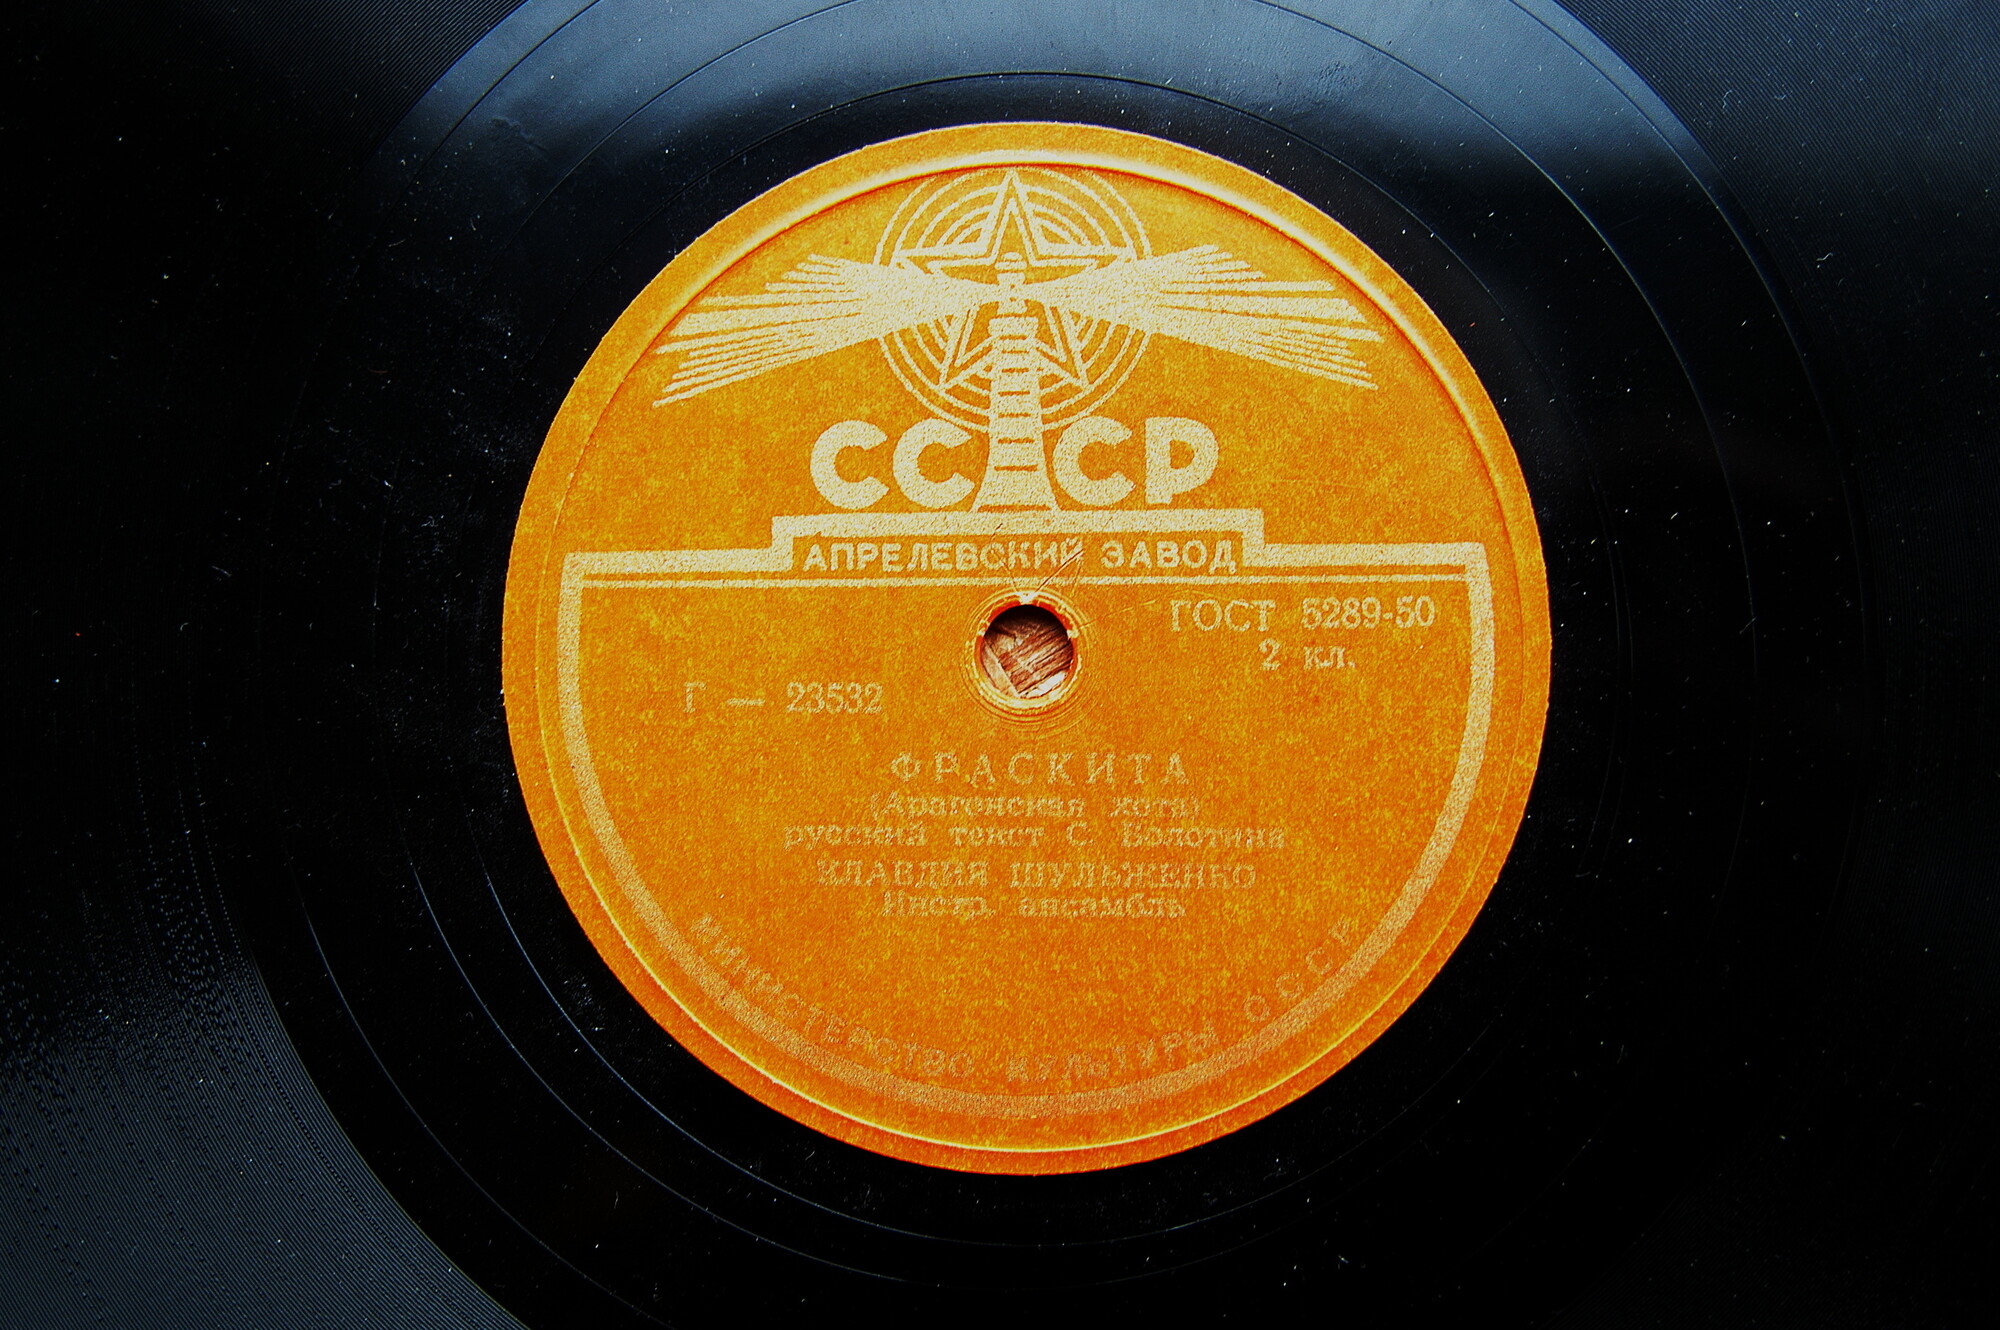 СССР
АПРЕЛЕВСКИЙ ЗАВОД
ГОСТ 5289-50
2 кл.
Г — 23532
ФРАСКИТА
(Арагонская хота)
русский текст С. Болотина
КЛАВДИЯ ШУЛЬЖЕНКО
Инстр. ансамбль
МИНИСТЕРСТВО КУЛЬТУРЫ СССР